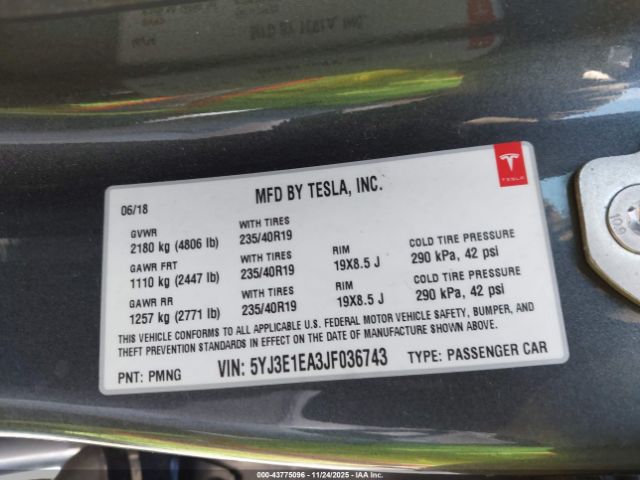 MFD BY TESLA, INC.
TESLA
06/18
GVWR WITH TIRES
2180 kg (4806 lb) 235/40R19
GAWR FRT WITH TIRES RIM COLD TIRE PRESSURE
1110 kg (2447 lb) 235/40R19 19X8.5 J 290 kPa, 42 psi
GAWR RR WITH TIRES RIM COLD TIRE PRESSURE
1257 kg (2771 lb) 235/40R19 19X8.5 J 290 kPa, 42 psi
THIS VEHICLE CONFORMS TO ALL APPLICABLE U.S. FEDERAL MOTOR VEHICLE SAFETY, BUMPER, AND
THEFT PREVENTION STANDARDS IN EFFECT ON THE DATE OF MANUFACTURE SHOWN ABOVE.
PNT: PMNG VIN: 5YJ3E1EA3JF036743 TYPE: PASSENGER CAR
© 43775096 - 11/24/2025 - IAA, Inc.